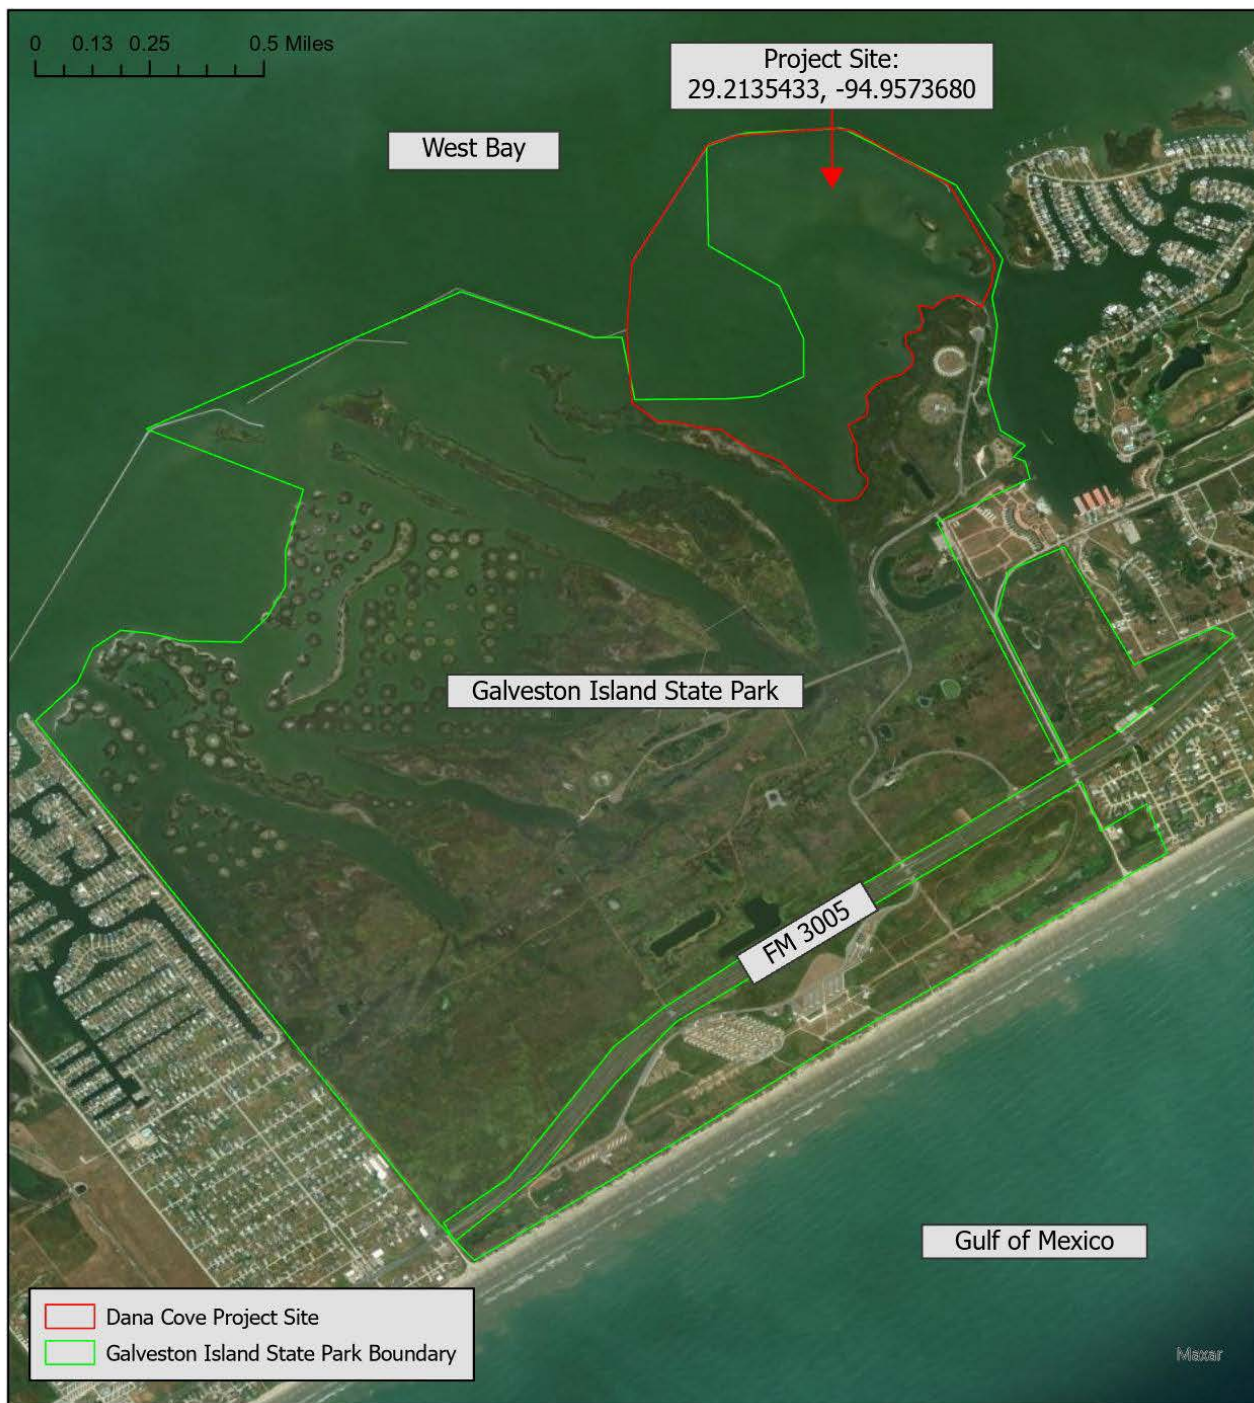 0 0.13 0.25 0.5 Miles
Project Site:
29.2135433, -94.9573680
West Bay
Galveston Island State Park
FM 3005
Gulf of Mexico
Dana Cove Project Site
Galveston Island State Park Boundary
Maxar